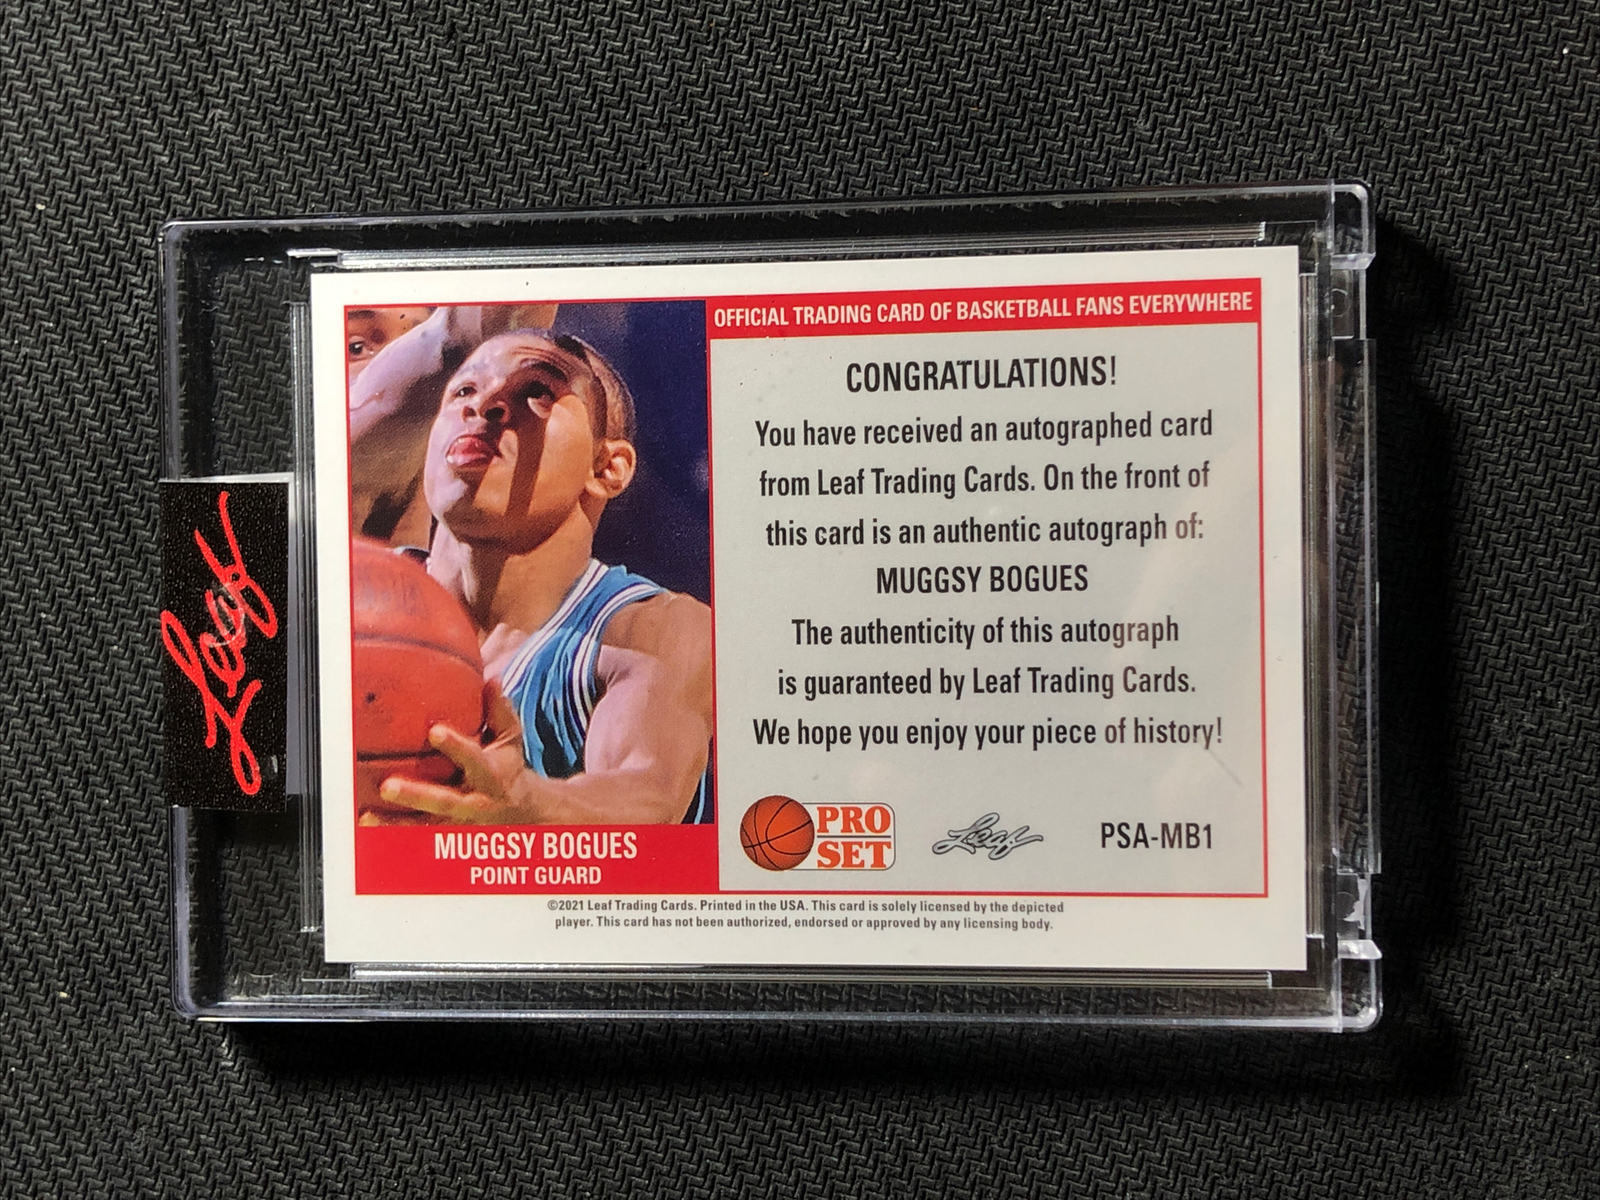 Leaf
OFFICIAL TRADING CARD OF BASKETBALL FANS EVERYWHERE
CONGRATULATIONS!
You have received an autographed card
from Leaf Trading Cards. On the front of
this card is an authentic autograph of:
MUGGSY BOGUES
The authenticity of this autograph
is guaranteed by Leaf Trading Cards.
We hope you enjoy your piece of history!
PRO
SET
Leaf
PSA-MB1
MUGGSY BOGUES
POINT GUARD
©2021 Leaf Trading Cards. Printed in the USA. This card is solely licensed by the depicted
player. This card has not been authorized, endorsed or approved by any licensing body.